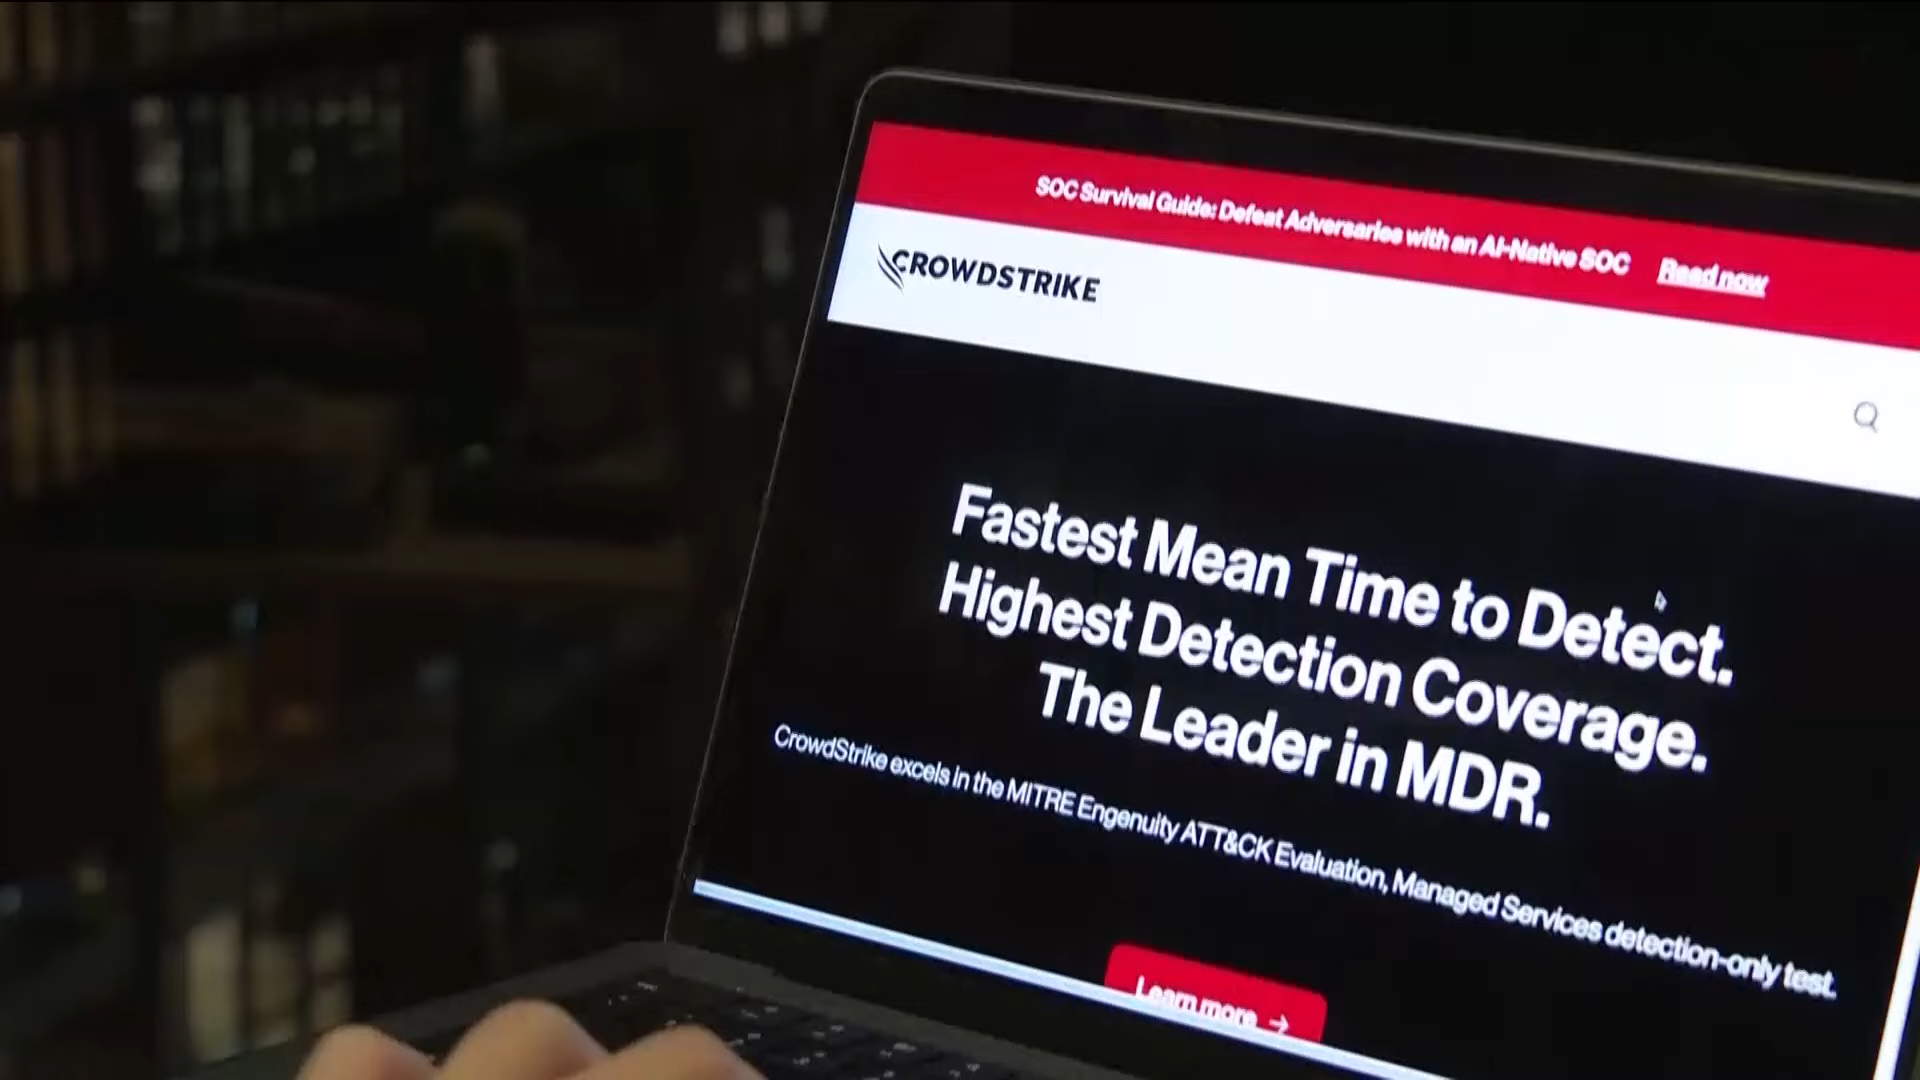 SOC Survival Guide: Defeat Adversaries with an AI-Native SOC Read now
CROWDSTRIKE
Fastest Mean Time to Detect.
Highest Detection Coverage.
The Leader in MDR.
CrowdStrike excels in the MITRE Engenuity ATT&CK Evaluation, Managed Services detection-only test.
Learn more →